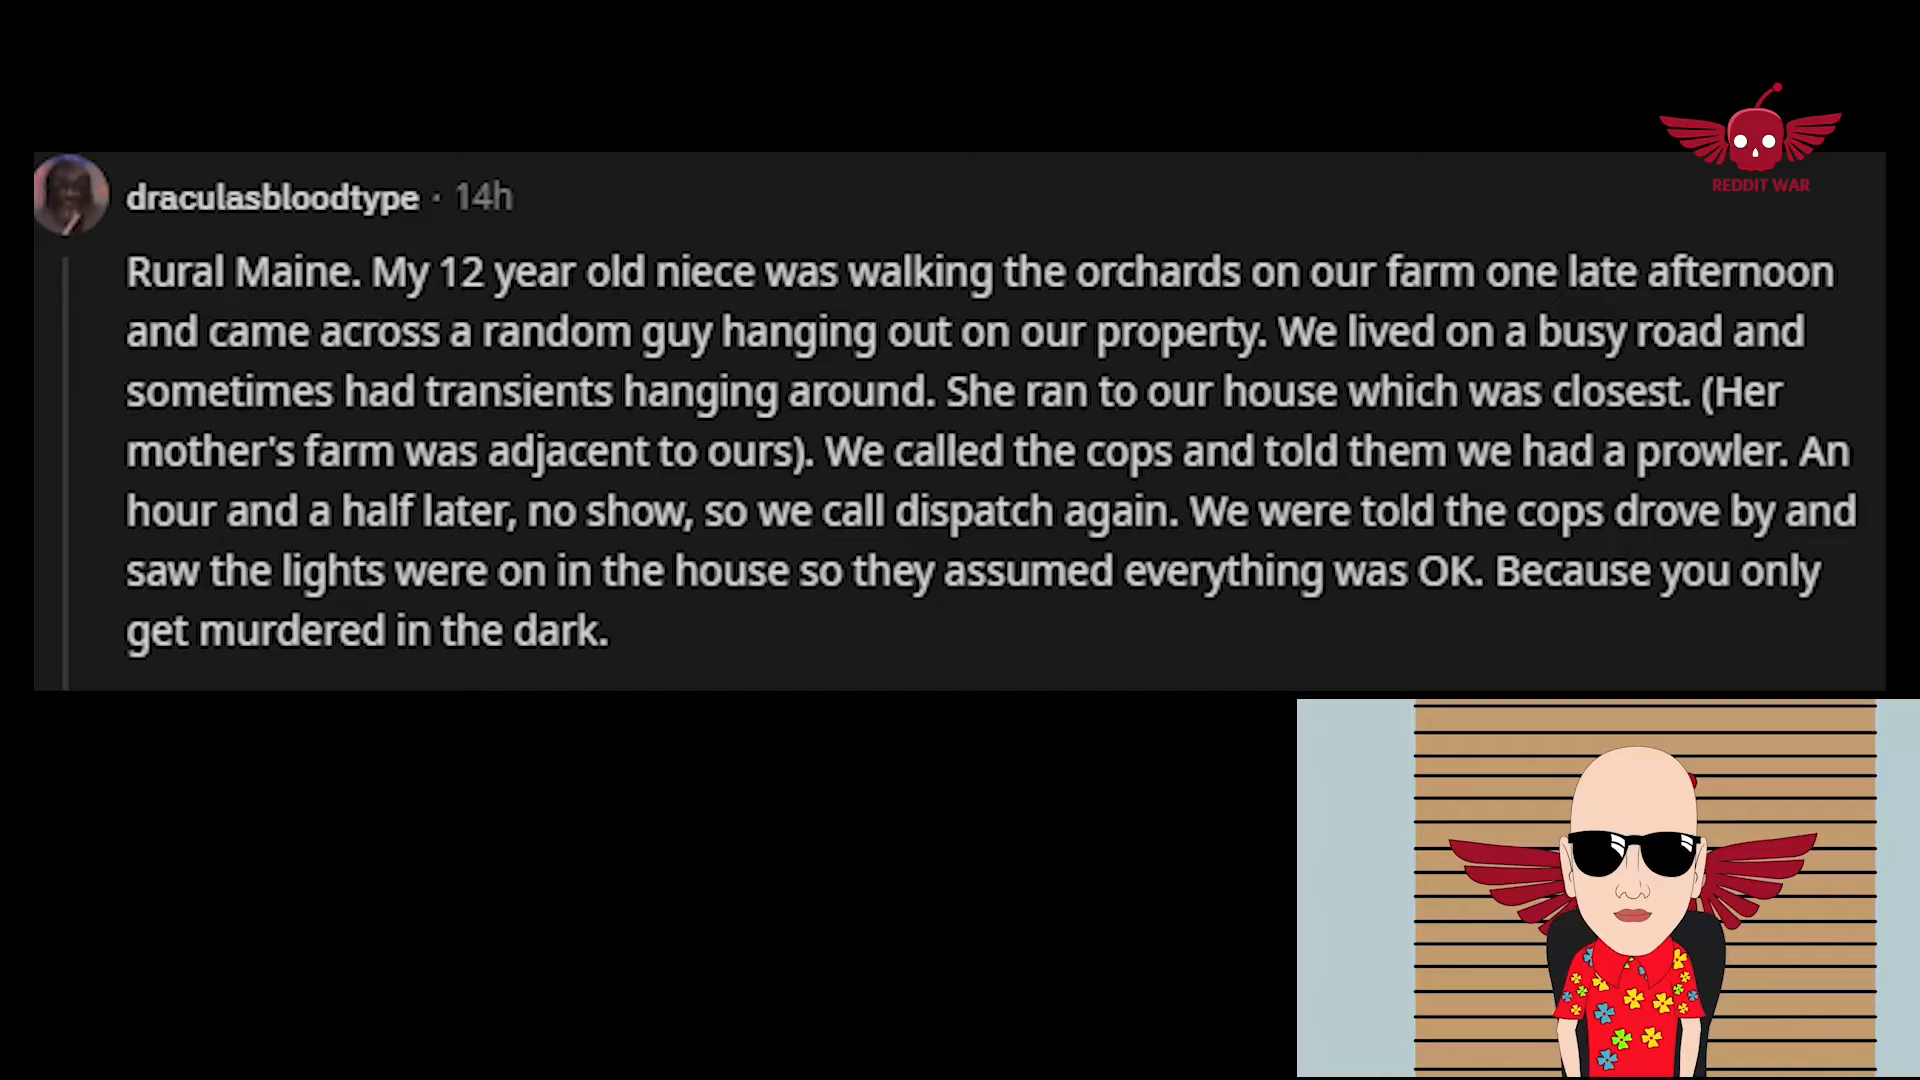 REDDIT WAR
draculasbloodtype · 14h
Rural Maine. My 12 year old niece was walking the orchards on our farm one late afternoon
and came across a random guy hanging out on our property. We lived on a busy road and
sometimes had transients hanging around. She ran to our house which was closest. (Her
mother's farm was adjacent to ours). We called the cops and told them we had a prowler. An
hour and a half later, no show, so we call dispatch again. We were told the cops drove by and
saw the lights were on in the house so they assumed everything was OK. Because you only
get murdered in the dark.